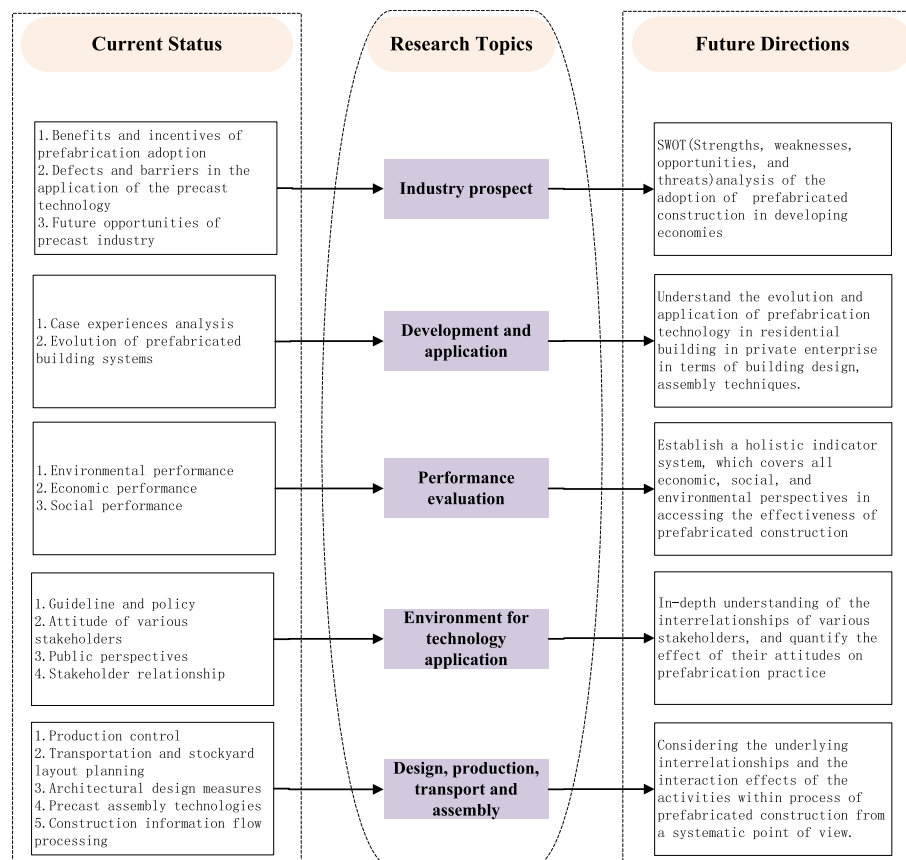 Current Status
Research Topics
Future Directions
1.Benefits and incentives of
prefabrication adoption
2.Defects and barriers in the
application of the precast
technology
3.Future opportunities of
precast industry
Industry prospect
SWOT(Strengths, weaknesses,
opportunities, and
threats)analysis of the
adoption of prefabricated
construction in developing
economies
1.Case experiences analysis
2.Evolution of prefabricated
building systems
Development and
application
Understand the evolution and
application of prefabrication
technology in residential
building in private enterprise
in terms of building design,
assembly techniques.
1.Environmental performance
2.Economic performance
3.Social performance
Performance
evaluation
Establish a holistic indicator
system, which covers all
economic, social, and
environmental perspectives in
accessing the effectiveness of
prefabricated construction
1.Guideline and policy
2.Attitude of various
stakeholders
3.Public perspectives
4.Stakeholder relationship
Environment for
technology
application
In-depth understanding of the
interrelationships of various
stakeholders, and quantify the
effect of their attitudes on
prefabrication practice
1.Production control
2.Transportation and stockyard
layout planning
3.Architectural design measures
4.Precast assembly technologies
5.Construction information flow
processing
Design, production,
transport and
assembly
Considering the underlying
interrelationships and the
interaction effects of the
activities within process of
prefabricated construction from
a systematic point of view.